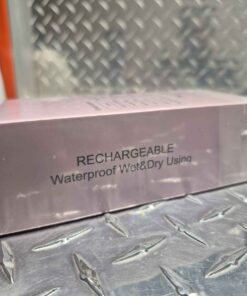 RECHARGEABLE
Waterproof Wet&Dry Using